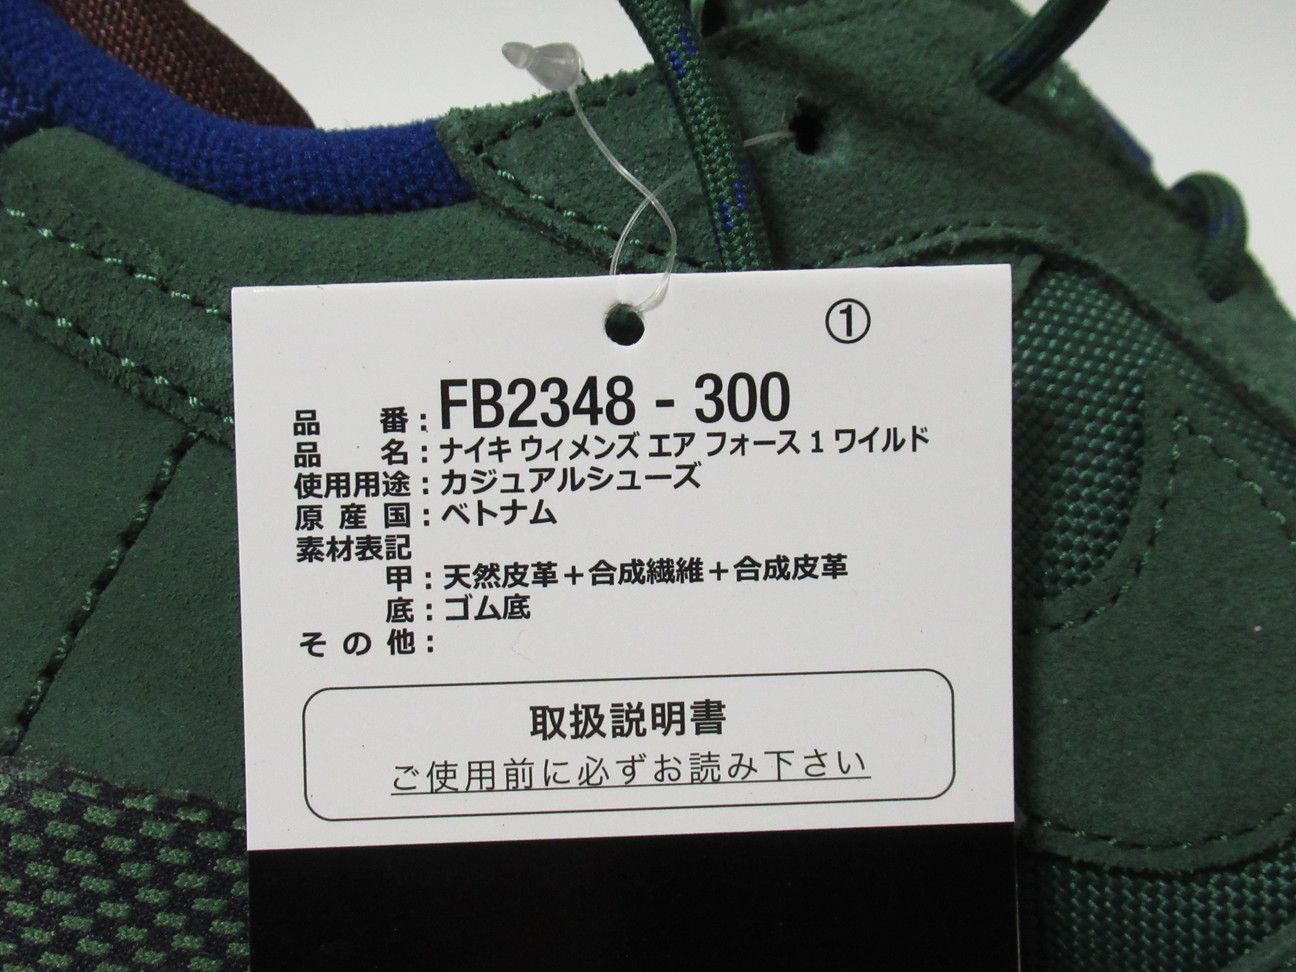 ①
品番:FB2348-300
品名:ナイキ ウィメンズ エア フォース 1 ワイルド
使用用途:カジュアルシューズ
原産国:ベトナム
素材表記
甲:天然皮革+合成繊維+合成皮革
底:ゴム底
その他:
取扱説明書
ご使用前に必ずお読み下さい